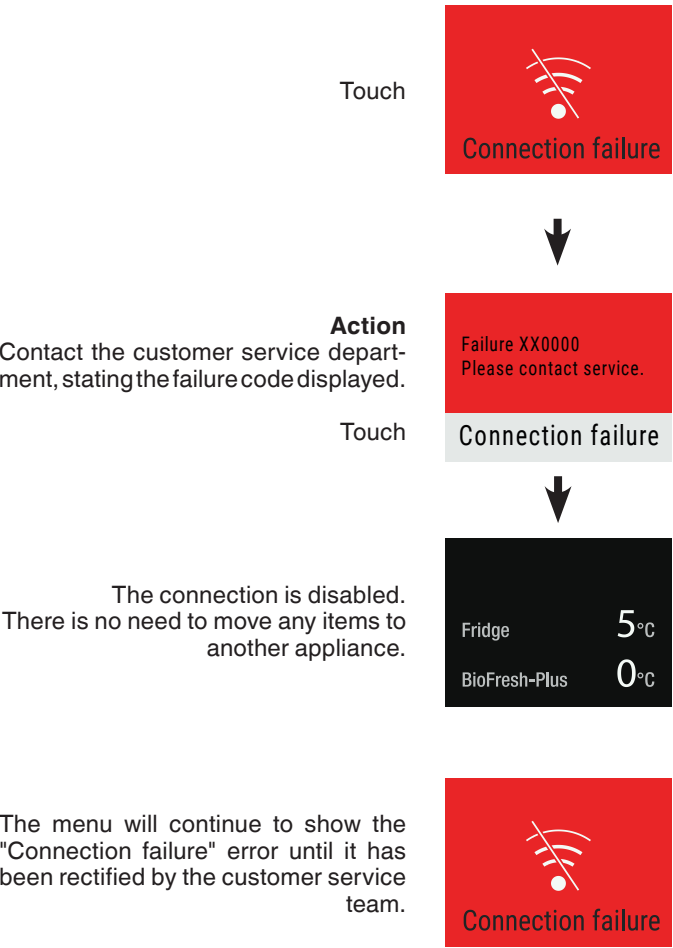 Touch
Connection failure
Action
Contact the customer service depart-
ment, stating the failure code displayed.
Failure XX0000
Please contact service.
Touch
Connection failure
The connection is disabled.
There is no need to move any items to
another appliance.
Fridge 5°C
BioFresh-Plus 0°C
The menu will continue to show the
"Connection failure" error until it has
been rectified by the customer service
team.
Connection failure